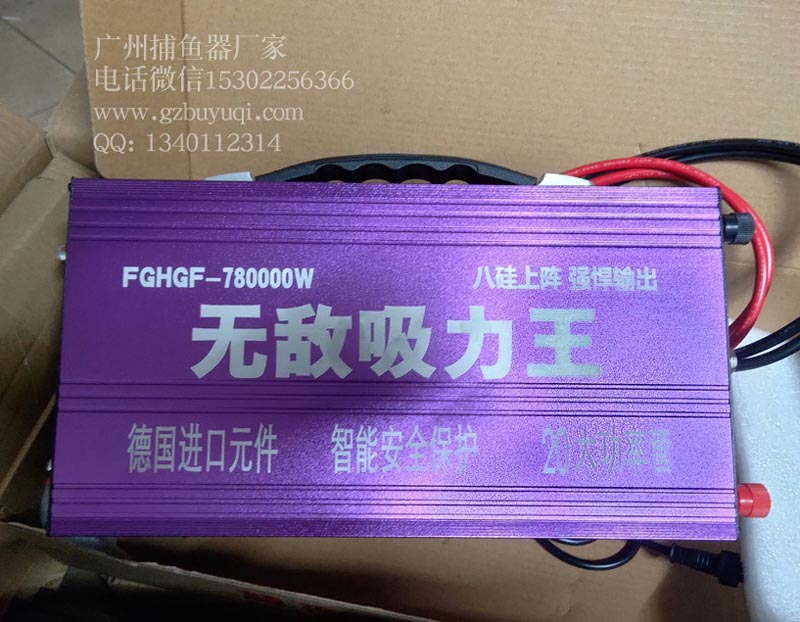 广州捕鱼器厂家
电话微信15302256366
www.gzbuyuqi.com
QQ: 1340112314
FGHGF-780000W
八硅上阵 强悍输出
无敌吸力王
德国进口元件 智能安全保护 20大功率管